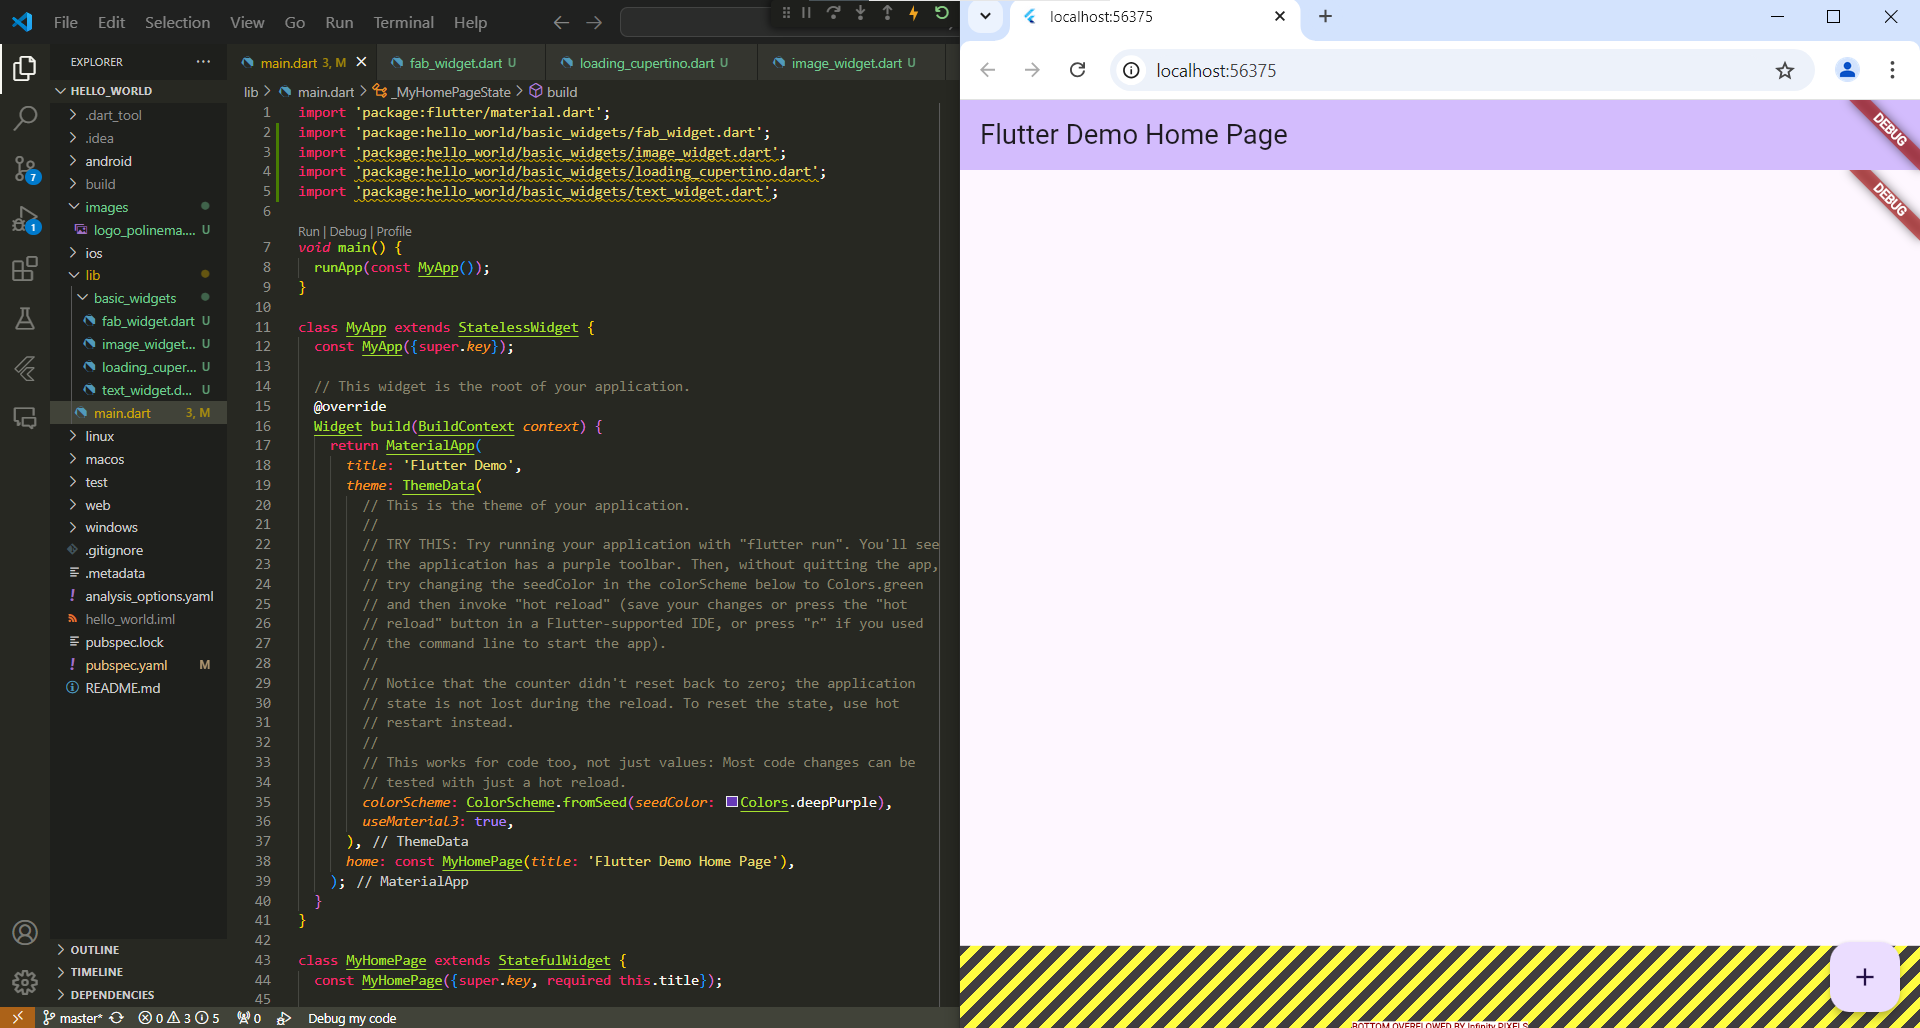 File Edit Selection View Go Run Terminal Help
EXPLORER
HELLO_WORLD
.dart_tool
.idea
android
build
images
logo_polinema.... U
ios
lib
basic_widgets
fab_widget.dart U
image_widget... U
loading_cuper... U
text_widget.d... U
main.dart 3, M
linux
macos
test
web
windows
.gitignore
.metadata
analysis_options.yaml
hello_world.iml
pubspec.lock
pubspec.yaml M
README.md
OUTLINE
TIMELINE
DEPENDENCIES
7
1
main.dart 3, M
fab_widget.dart U
loading_cupertino.dart U
image_widget.dart U
lib > main.dart > _MyHomePageState > build
1 import 'package:flutter/material.dart';
2 import 'package:hello_world/basic_widgets/fab_widget.dart';
3 import 'package:hello_world/basic_widgets/image_widget.dart';
4 import 'package:hello_world/basic_widgets/loading_cupertino.dart';
5 import 'package:hello_world/basic_widgets/text_widget.dart';
6
Run | Debug | Profile
7 void main() {
8 runApp(const MyApp());
9 }
10
11 class MyApp extends StatelessWidget {
12 const MyApp({super.key});
13
14 // This widget is the root of your application.
15 @override
16 Widget build(BuildContext context) {
17 return MaterialApp(
18 title: 'Flutter Demo',
19 theme: ThemeData(
20 // This is the theme of your application.
21 //
22 // TRY THIS: Try running your application with "flutter run". You'll see
23 // the application has a purple toolbar. Then, without quitting the app,
24 // try changing the seedColor in the colorScheme below to Colors.green
25 // and then invoke "hot reload" (save your changes or press the "hot
26 // reload" button in a Flutter-supported IDE, or press "r" if you used
27 // the command line to start the app).
28 //
29 // Notice that the counter didn't reset back to zero; the application
30 // state is not lost during the reload. To reset the state, use hot
31 // restart instead.
32 //
33 // This works for code too, not just values: Most code changes can be
34 // tested with just a hot reload.
35 colorScheme: ColorScheme.fromSeed(seedColor: Colors.deepPurple),
36 useMaterial3: true,
37 ), // ThemeData
38 home: const MyHomePage(title: 'Flutter Demo Home Page'),
39 ); // MaterialApp
40 }
41 }
42
43 class MyHomePage extends StatefulWidget {
44 const MyHomePage({super.key, required this.title});
45
master* 0 3 5 0 Debug my code
localhost:56375
localhost:56375
Flutter Demo Home Page
DEBUG
DEBUG
BOTTOM OVERFLOWED BY Infinity PIXELS